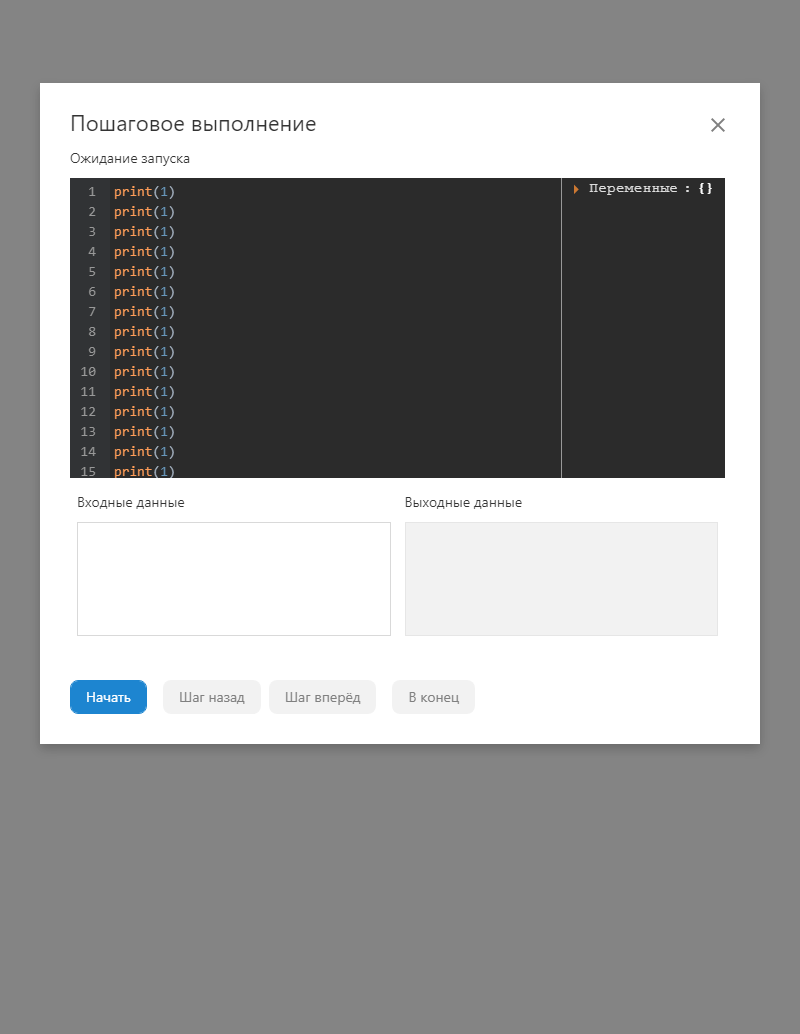 Пошаговое выполнение
Ожидание запуска
1 print(1)
2 print(1)
3 print(1)
4 print(1)
5 print(1)
6 print(1)
7 print(1)
8 print(1)
9 print(1)
10 print(1)
11 print(1)
12 print(1)
13 print(1)
14 print(1)
15 print(1)
Переменные : {}
Входные данные
Выходные данные
Начать
Шаг назад
Шаг вперёд
В конец